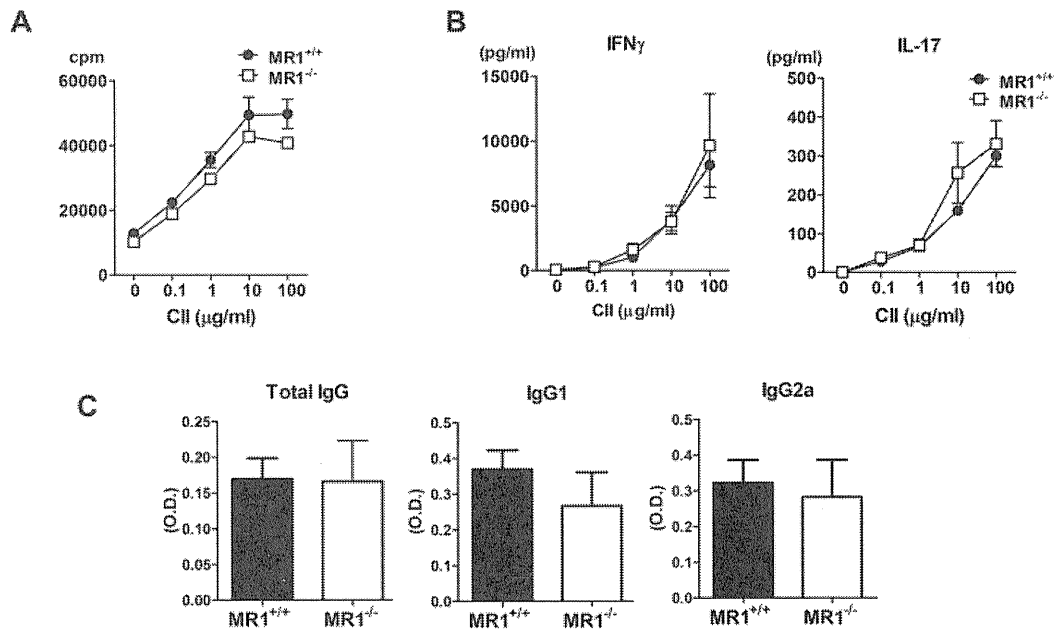 A
cpm
MR1+/+
MR1-/-
60000
40000
20000
0
0 0.1 1 10 100
CII (μg/ml)
B
(pg/ml)
IFNγ
15000
10000
5000
0
0 0.1 1 10 100
CII (μg/ml)
(pg/ml)
IL-17
MR1+/+
MR1-/-
500
400
300
200
100
0
0 0.1 1 10 100
CII (μg/ml)
C
Total IgG
(O.D.)
0.25
0.20
0.15
0.10
0.05
0.00
MR1+/+ MR1-/-
IgG1
(O.D.)
0.5
0.4
0.3
0.2
0.1
0.0
MR1+/+ MR1-/-
IgG2a
(O.D.)
0.5
0.4
0.3
0.2
0.1
0.0
MR1+/+ MR1-/-